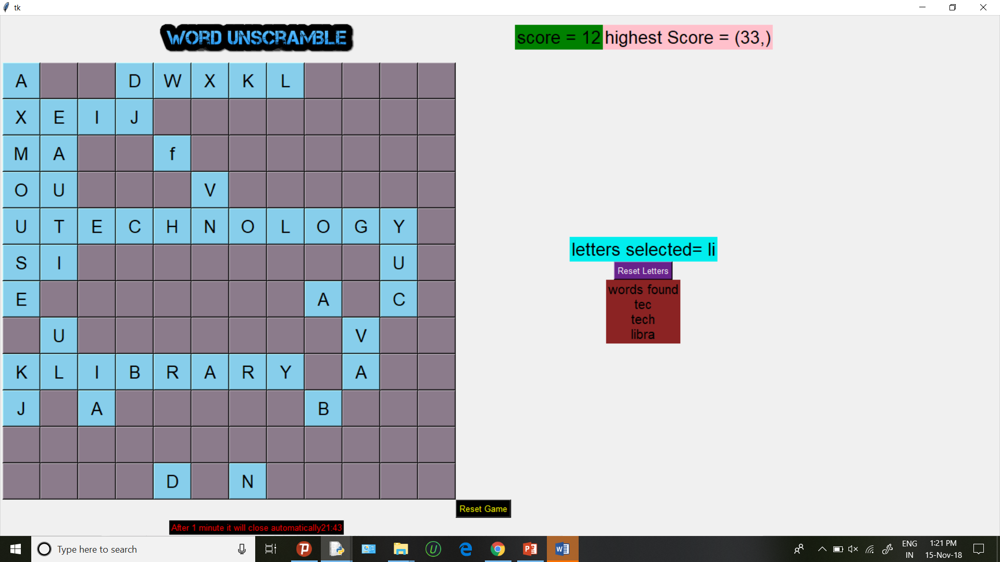 tk
WORD UNSCRAMBLE
score = 12 highest Score = (33,)
A D W X K L
X E I J
M A f
O U V
U T E C H N O L O G Y
S I U
E A C
U V
K L I B R A R Y A
J A B
D N
letters selected= li
Reset Letters
words found
tec
tech
libra
Reset Game
After 1 minute it will close automatically21:43
Type here to search
ENG
IN
1:21 PM
15-Nov-18